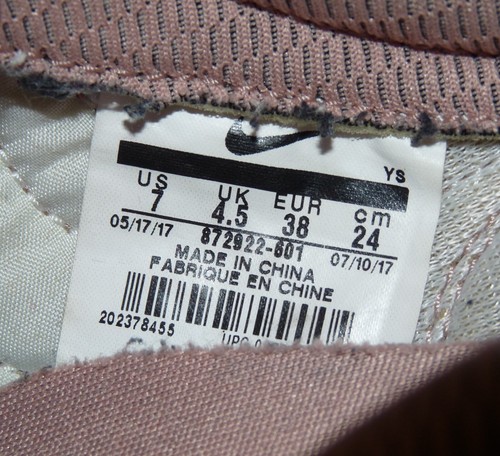 YS
US UK EUR cm
7 4.5 38 24
05/17/17 07/10/17
872922-601
MADE IN CHINA
FABRIQUE EN CHINE
202378455